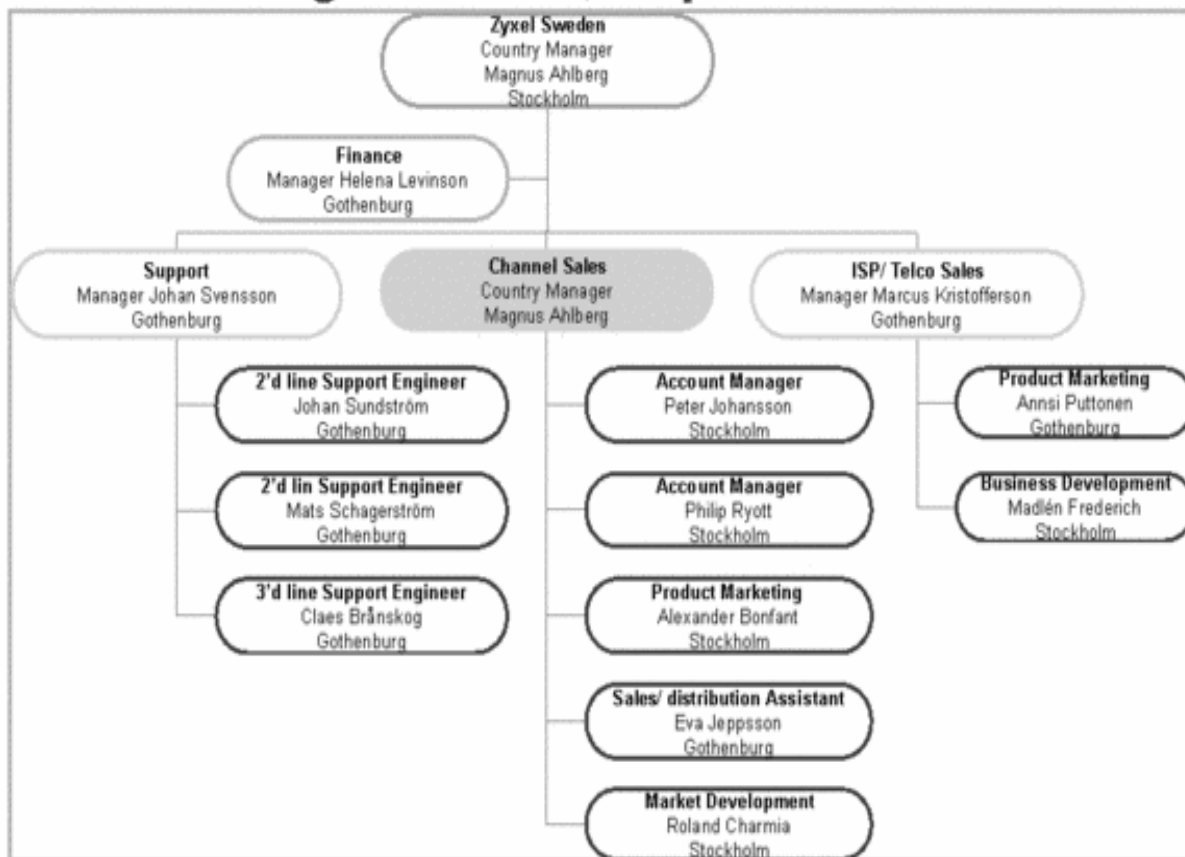 Zyxel Sweden
Country Manager
Magnus Ahlberg
Stockholm
Finance
Manager Helena Levinson
Gothenburg
Support
Manager Johan Svensson
Gothenburg
2'd line Support Engineer
Johan Sundström
Gothenburg
2'd lin Support Engineer
Mats Schagerström
Gothenburg
3'd line Support Engineer
Claes Brånskog
Gothenburg
Channel Sales
Country Manager
Magnus Ahlberg
Account Manager
Peter Johansson
Stockholm
Account Manager
Philip Ryott
Stockholm
Product Marketing
Alexander Bonfant
Stockholm
Sales/ distribution Assistant
Eva Jeppsson
Gothenburg
Market Development
Roland Charmia
Stockholm
ISP/ Telco Sales
Manager Marcus Kristofferson
Gothenburg
Product Marketing
Annsi Puttonen
Gothenburg
Business Development
Madlén Frederich
Stockholm